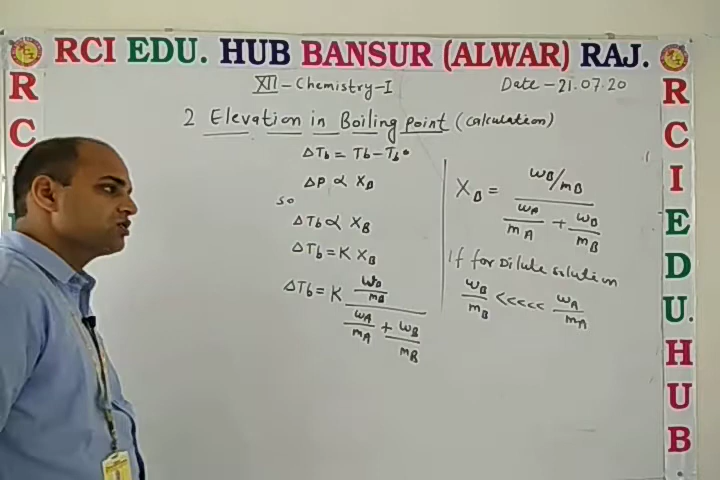 RCI EDU. HUB BANSUR (ALWAR) RAJ.
XII - Chemistry - I
Date - 21.07.20
2 Elevation in Boiling point (calculation)
ΔTb = Tb - Tb°
ΔP ∝ XB
so
ΔTb ∝ XB
ΔTb = K XB
ΔTb = K (wB/mB) / (wA/mA + wB/mB)
XB = (wB/mB) / (wA/mA + wB/mB)
If for Dilute solution
wB/mB <<<<< wA/mA
R
C
R
C
I
E
D
U.
H
U
B